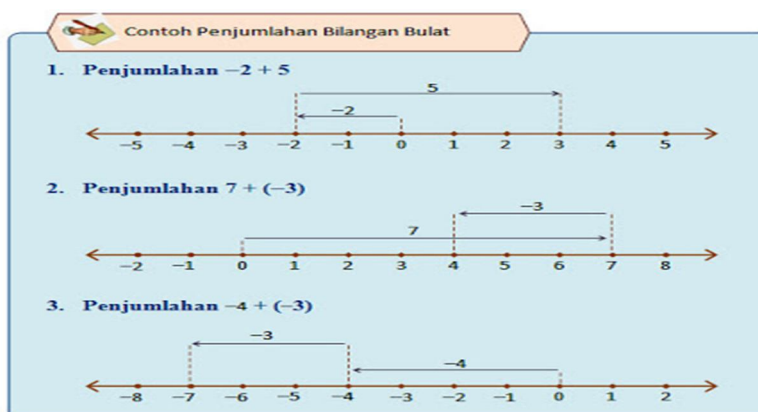 Contoh Penjumlahan Bilangan Bulat
1. Penjumlahan −2 + 5
5
−2
−5 −4 −3 −2 −1 0 1 2 3 4 5
2. Penjumlahan 7 + (−3)
−3
7
−2 −1 0 1 2 3 4 5 6 7 8
3. Penjumlahan −4 + (−3)
−3
−4
−8 −7 −6 −5 −4 −3 −2 −1 0 1 2